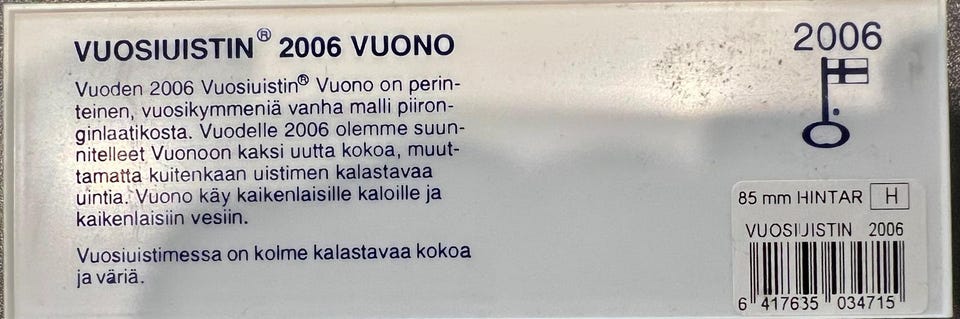 VUOSIUISTIN® 2006 VUONO
Vuoden 2006 Vuosiuistin® Vuono on perin-
teinen, vuosikymmeniä vanha malli piiron-
ginlaatikosta. Vuodelle 2006 olemme suun-
nitelleet Vuonoon kaksi uutta kokoa, muut-
tamatta kuitenkaan uistimen kalastavaa
uintia. Vuono käy kaikenlaisille kaloille ja
kaikenlaisiin vesiin.
Vuosiuistimessa on kolme kalastavaa kokoa
ja väriä.
2006
85 mm HINTAR H
VUOSIUISTIN 2006
6 417635 034715